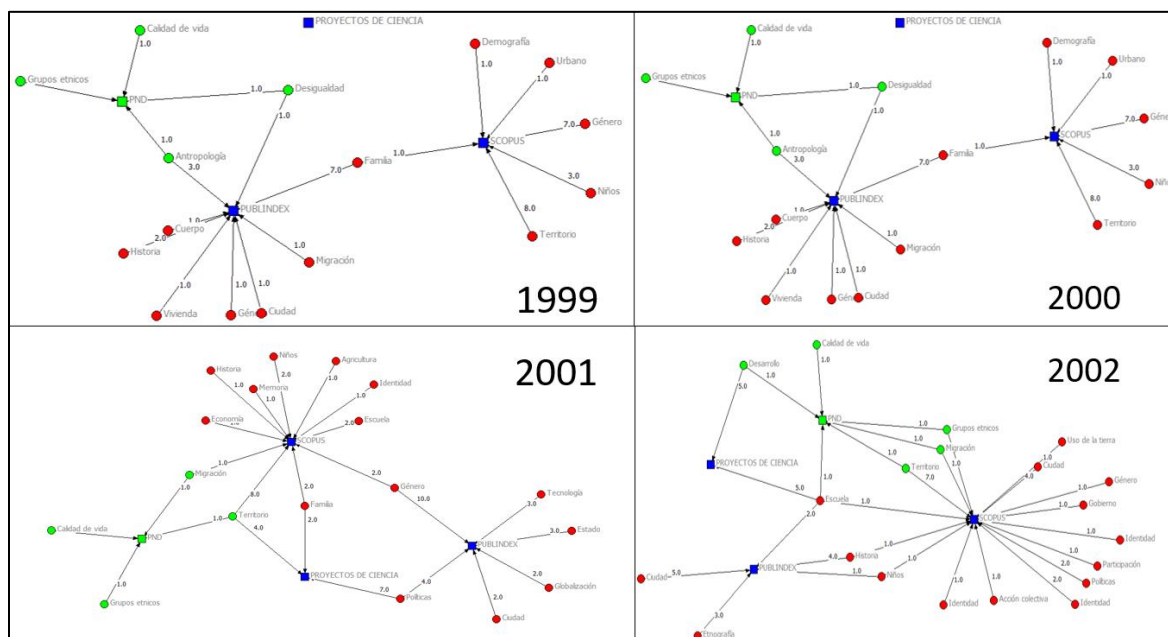 PROYECTOS DE CIENCIA
Calidad de vida
1.0
Demografía
Urbano
1.0
1.0
Grupos etnicos
Desigualdad
1.0
PND
1.0
7.0
Género
SCOPUS
1.0
Antropología
3.0
Familia
1.0
7.0
3.0
Niños
8.0
PUBLINDEX
1.0
Cuerpo
Territorio
2.0
Historia
1.0
Migración
1.0
1.0
1.0
Vivienda
Géne
Ciudad
1999
PROYECTOS DE CIENCIA
Calidad de vida
1.0
Demografía
Urbano
1.0
1.0
Grupos etnicos
Desigualdad
1.0
PND
1.0
7.0
Géner
SCOPUS
1.0
Antropología
3.0
Familia
1.0
7.0
3.0
Niño
8.0
PUBLINDEX
1.0
Cuerpo
Territorio
2.0
Historia
1.0
Migración
1.0
1.0
1.0
Vivienda
Géne
Ciudad
2000
Niños
Agricultura
2001
Historia
2.0
1.0
Identidad
1.0
Memoria
1.0
1.0
Economía
2.0
Escuela
SCOPUS
Migración
1.0
2.0
Género
8.0
2.0
10.0
Tecnología
1.0
Familia
3.0
Calidad de vida
1.0
Territorio
4.0
2.0
Estado
3.0
PND
PUBLINDEX
1.0
PROYECTOS DE CIENCIA
4.0
2.0
Globalización
7.0
Políticas
Grupos etnicos
2.0
Ciudad
Calidad de vida
1.0
2002
Desarrollo
1.0
5.0
PND
1.0
Grupos etnicos
1.0
Migración
1.0
Uso de la tierra
1.0
PROYECTOS DE CIENCIA
1.0
Territorio
7.0
Ciudad
4.0
1.0
Género
5.0
1.0
Escuela
1.0
1.0
Gobierno
2.0
SCOPUS
1.0
Identidad
4.0
Historia
1.0
1.0
2.0
Participación
PUBLINDEX
5.0
Ciudad
1.0
Niños
2.0
Políticas
1.0
1.0
2.0
3.0
Identidad
Acción colectiva
Identidad
Etnografía